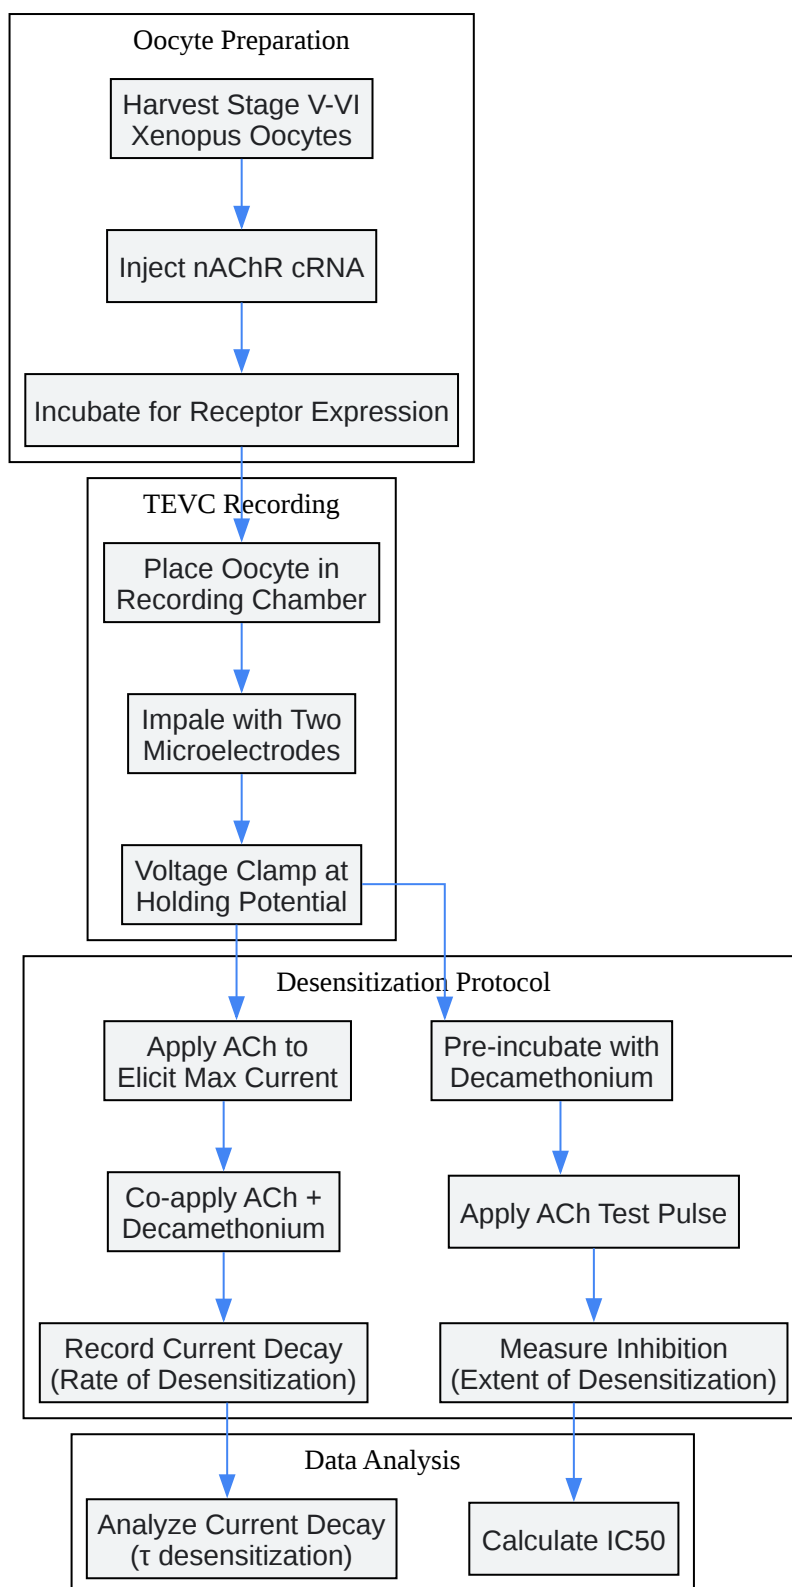 Oocyte Preparation
Harvest Stage V-VI
Xenopus Oocytes
Inject nAChR cRNA
Incubate for Receptor Expression
TEVC Recording
Place Oocyte in
Recording Chamber
Impale with Two
Microelectrodes
Voltage Clamp at
Holding Potential
Desensitization Protocol
Apply ACh to
Elicit Max Current
Pre-incubate with
Decamethonium
Co-apply ACh +
Decamethonium
Apply ACh Test Pulse
Record Current Decay
(Rate of Desensitization)
Measure Inhibition
(Extent of Desensitization)
Data Analysis
Analyze Current Decay
(τ desensitization)
Calculate IC50